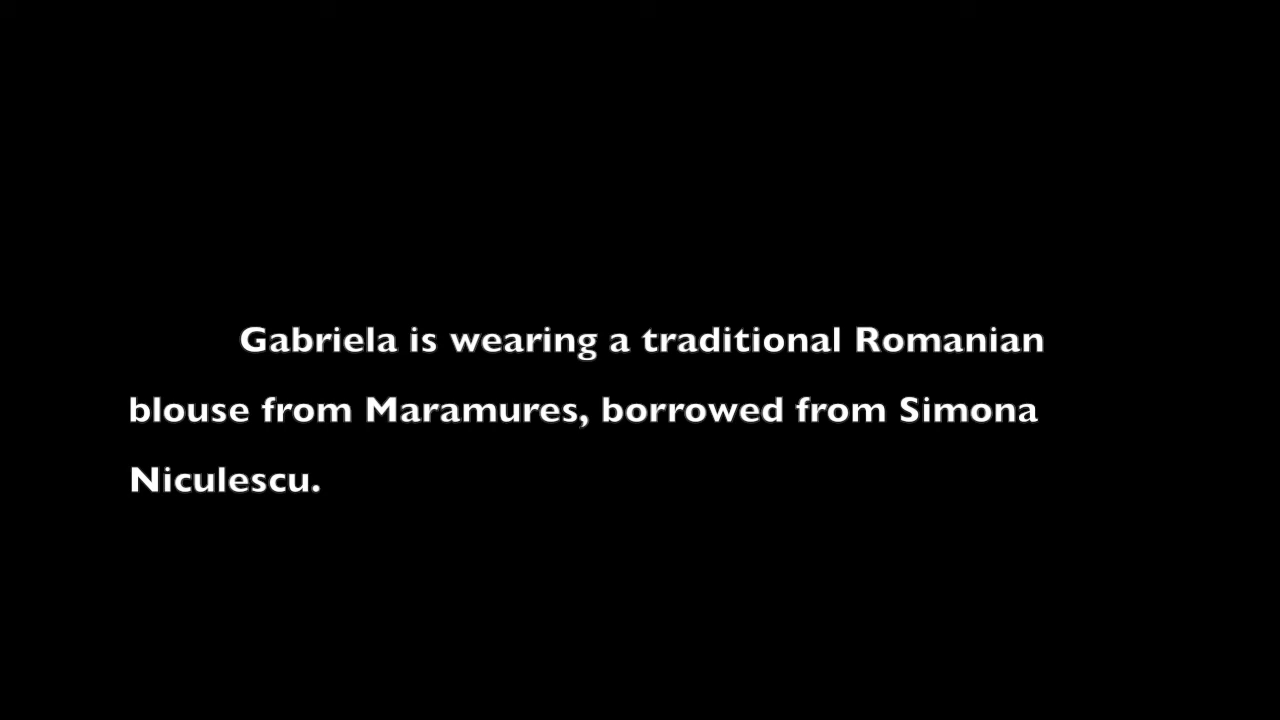 Gabriela is wearing a traditional Romanian
blouse from Maramures, borrowed from Simona
Niculescu.